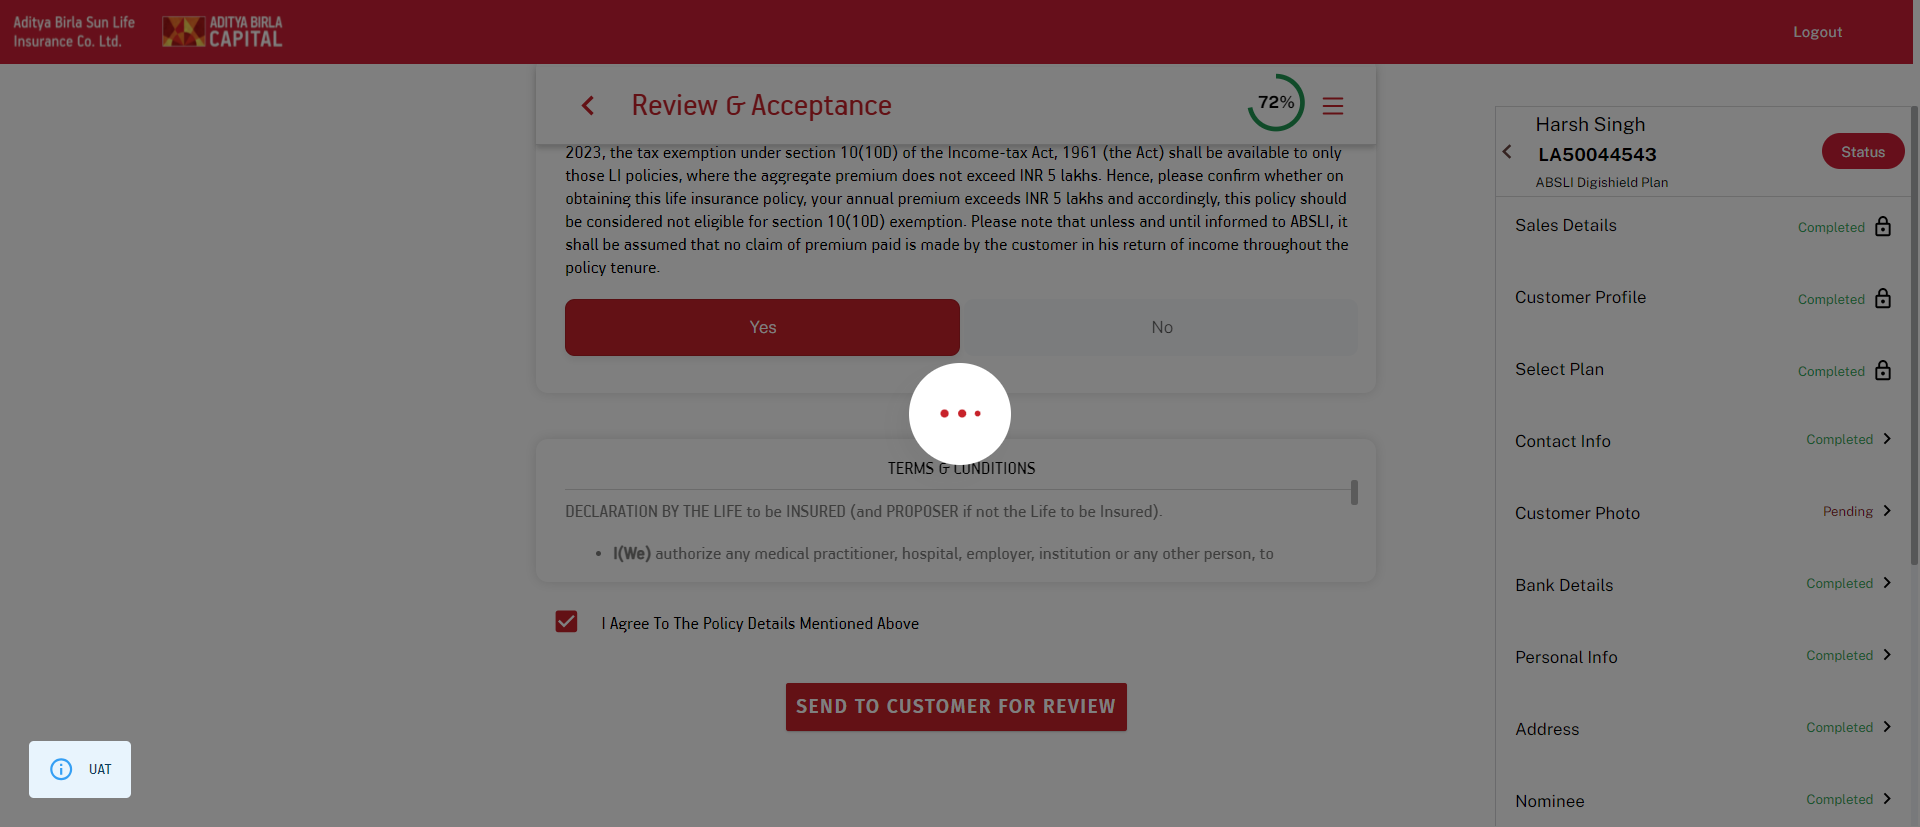 Aditya Birla Sun Life
Insurance Co. Ltd.
ADITYA BIRLA
CAPITAL
Logout
Review & Acceptance
72%
2023, the tax exemption under section 10(10D) of the Income-tax Act, 1961 (the Act) shall be available to only
those LI policies, where the aggregate premium does not exceed INR 5 lakhs. Hence, please confirm whether on
obtaining this life insurance policy, your annual premium exceeds INR 5 lakhs and accordingly, this policy should
be considered not eligible for section 10(10D) exemption. Please note that unless and until informed to ABSLI, it
shall be assumed that no claim of premium paid is made by the customer in his return of income throughout the
policy tenure.
Yes
No
TERMS & CONDITIONS
DECLARATION BY THE LIFE to be INSURED (and PROPOSER if not the Life to be Insured).
• I(We) authorize any medical practitioner, hospital, employer, institution or any other person, to
I Agree To The Policy Details Mentioned Above
SEND TO CUSTOMER FOR REVIEW
UAT
Harsh Singh
LA50044543
ABSLI Digishield Plan
Status
Sales Details Completed
Customer Profile Completed
Select Plan Completed
Contact Info Completed
Customer Photo Pending
Bank Details Completed
Personal Info Completed
Address Completed
Nominee Completed